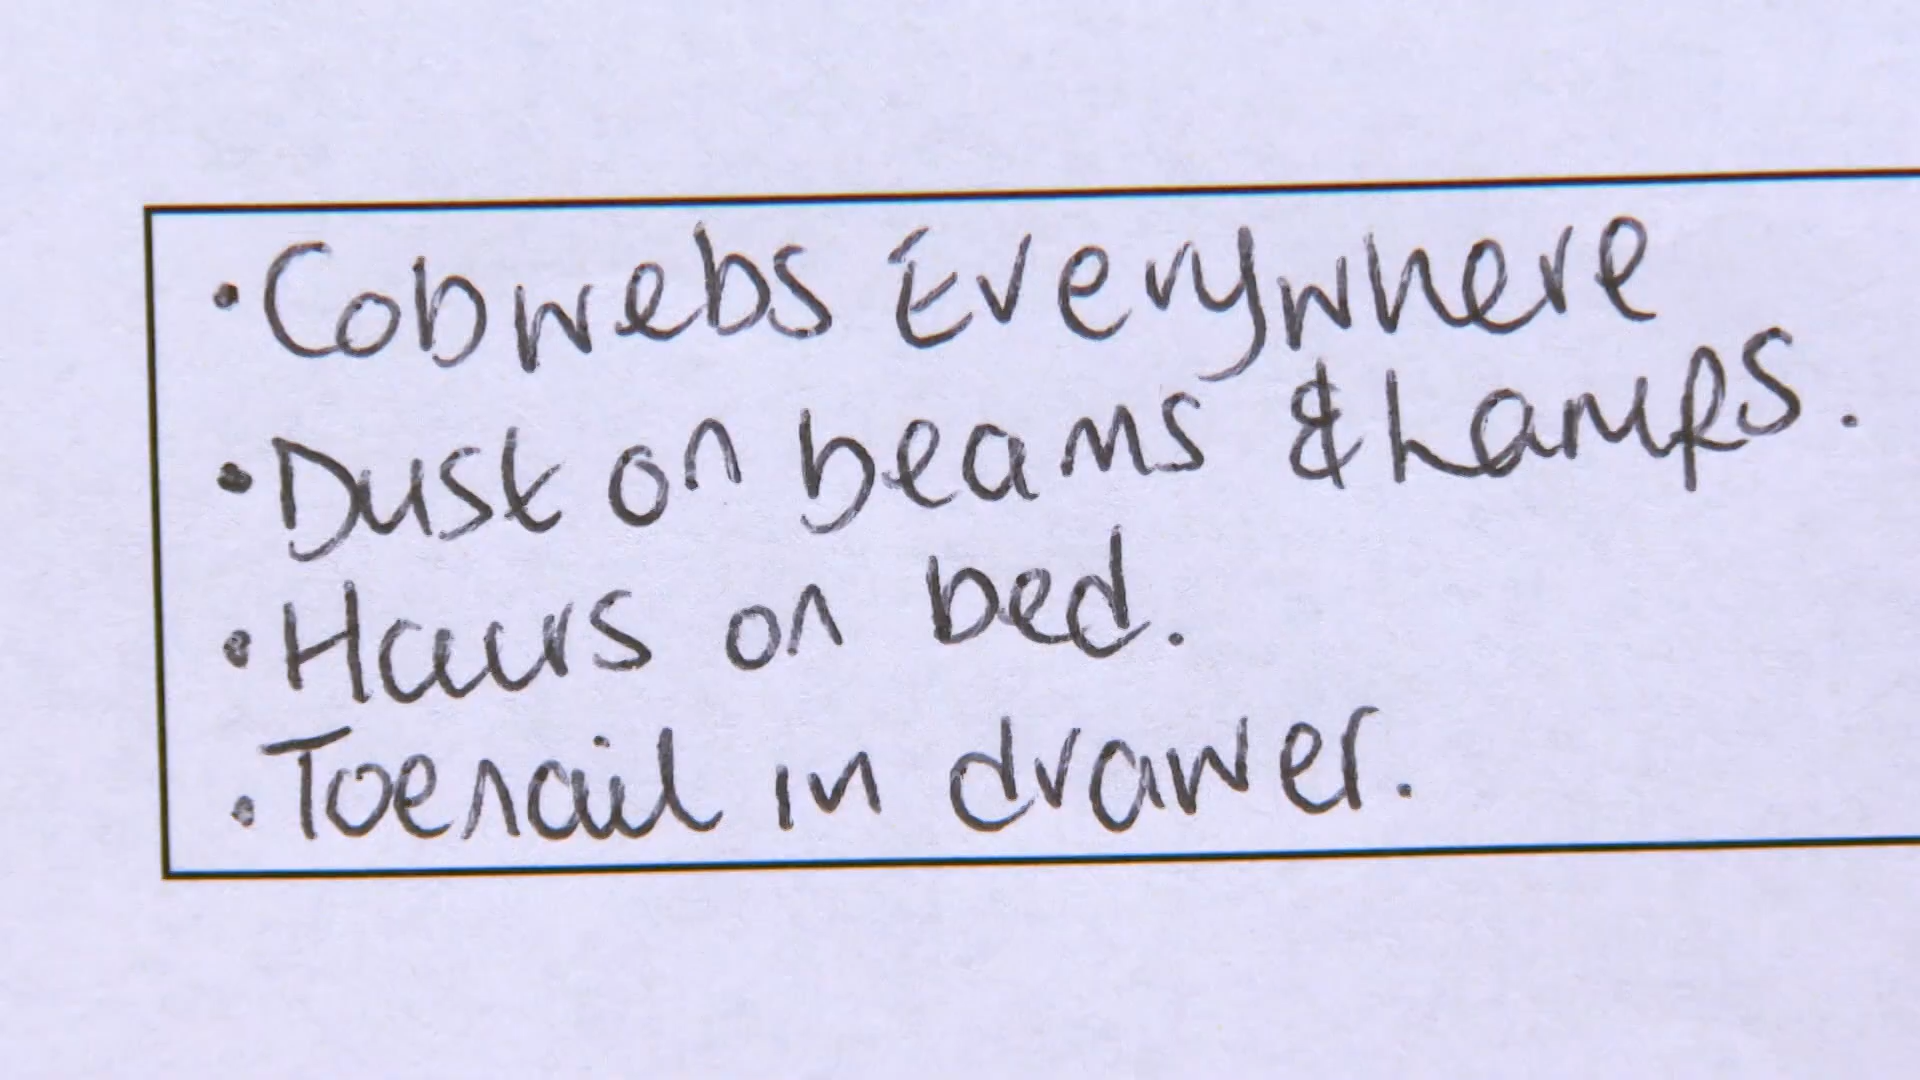 • Cobwebs Everywhere
• Dust on beams & Lamps.
• Hairs on bed.
• Toenail in drawer.